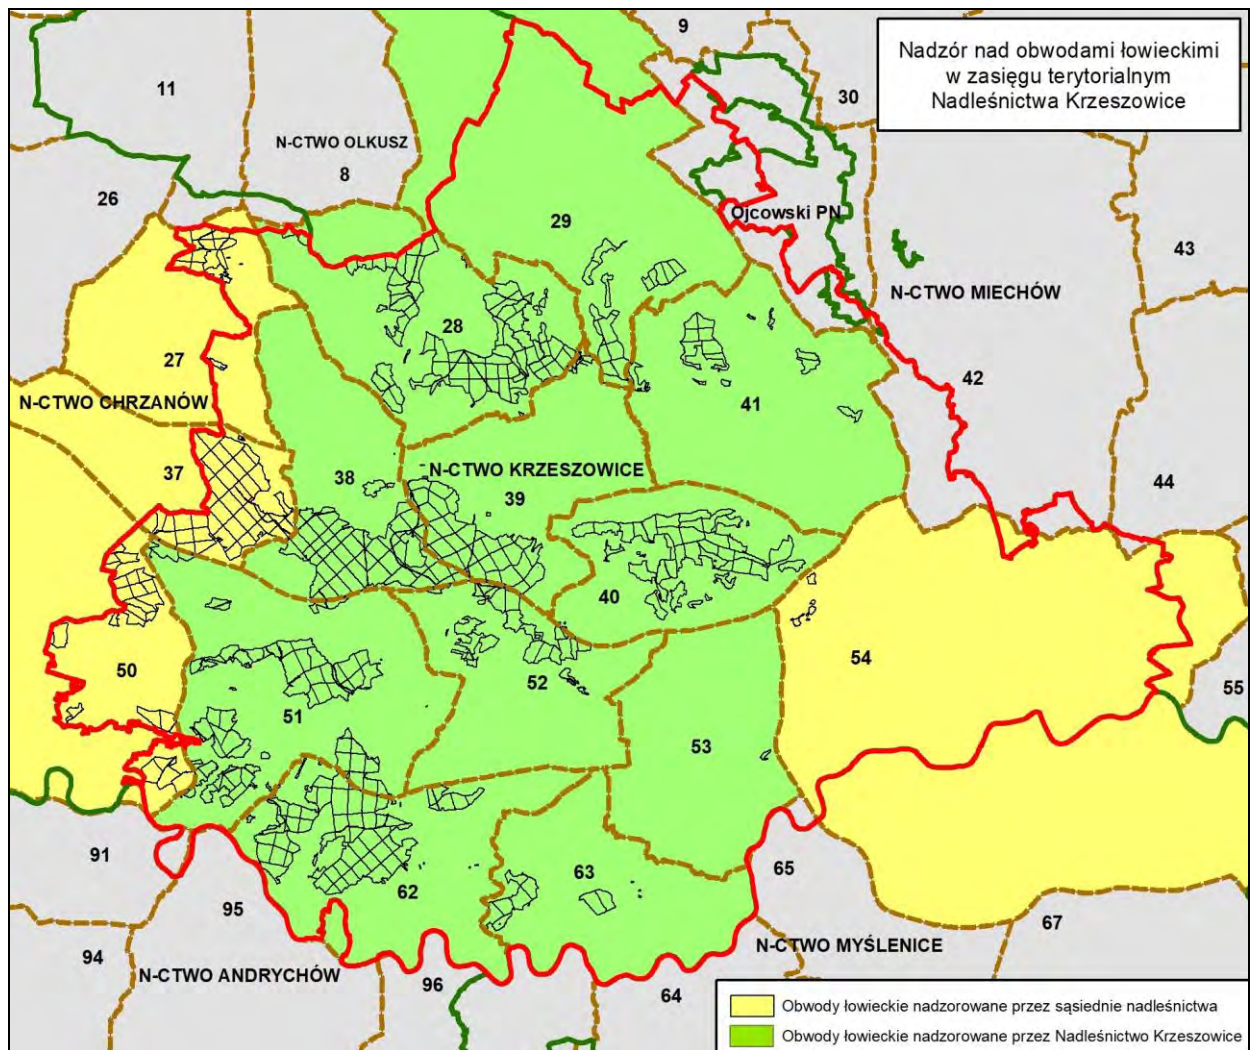 Nadzór nad obwodami łowieckimi
w zasięgu terytorialnym
Nadleśnictwa Krzeszowice
9
11
30
N-CTWO OLKUSZ
8
26
Ojcowski PN
29
43
N-CTWO MIECHÓW
28
27
42
N-CTWO CHRZANÓW
41
37
N-CTWO KRZESZOWICE
38
39
44
40
54
50
52
55
51
53
91
62
63
65
95
67
94
N-CTWO ANDRYCHÓW
N-CTWO MYŚLENICE
96
64
Obwody łowieckie nadzorowane przez sąsiednie nadleśnictwa
Obwody łowieckie nadzorowane przez Nadleśnictwo Krzeszowice